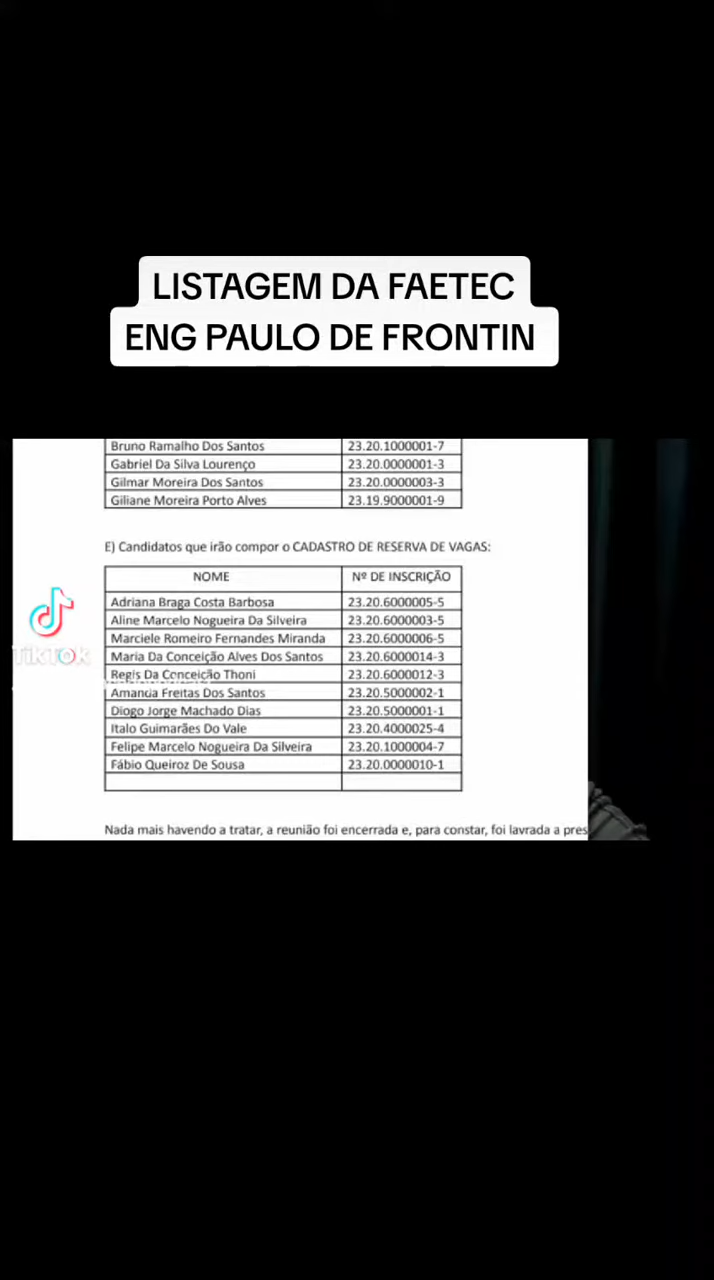 LISTAGEM DA FAETEC
ENG PAULO DE FRONTIN
Bruno Ramalho Dos Santos 23.20.1000001-7
Gabriel Da Silva Lourenço 23.20.0000001-3
Gilmar Moreira Dos Santos 23.20.0000003-3
Giliane Moreira Porto Alves 23.19.9000001-9
E) Candidatos que irão compor o CADASTRO DE RESERVA DE VAGAS:
NOME Nº DE INSCRIÇÃO
Adriana Braga Costa Barbosa 23.20.6000005-5
Aline Marcelo Nogueira Da Silveira 23.20.6000003-5
Marciele Romeiro Fernandes Miranda 23.20.6000006-5
Maria Da Conceição Alves Dos Santos 23.20.6000014-3
Regis Da Conceição Thoni 23.20.6000012-3
Amanda Freitas Dos Santos 23.20.5000002-1
Diogo Jorge Machado Dias 23.20.5000001-1
Italo Guimarães Do Vale 23.20.4000025-4
Felipe Marcelo Nogueira Da Silveira 23.20.1000004-7
Fábio Queiroz De Sousa 23.20.0000010-1
Nada mais havendo a tratar, a reunião foi encerrada e, para constar, foi lavrada a pres
TikTok